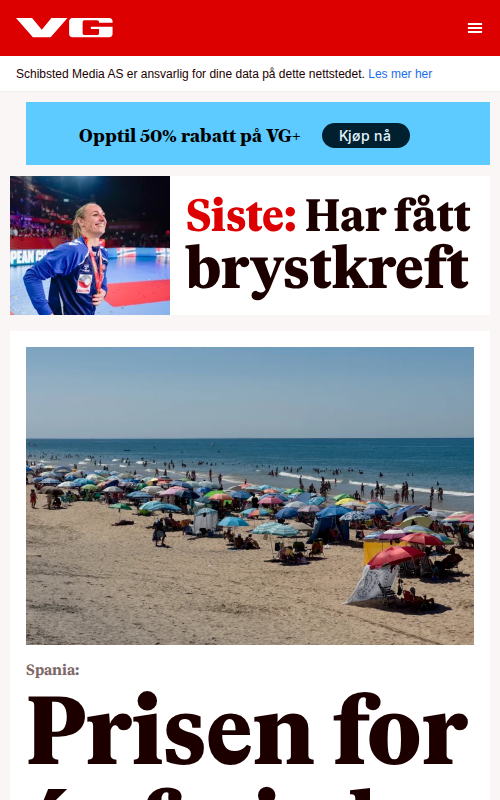 VG
Schibsted Media AS er ansvarlig for dine data på dette nettstedet. Les mer her
Opptil 50% rabatt på VG+ Kjøp nå
Siste: Har fått
brystkreft
Spania:
Prisen for